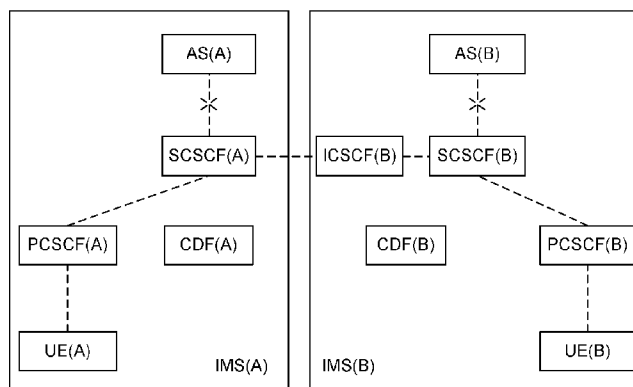 AS(A)
AS(B)
SCSCF(A)
ICSCF(B)
SCSCF(B)
PCSCF(A)
CDF(A)
CDF(B)
PCSCF(B)
UE(A)
IMS(A)
IMS(B)
UE(B)